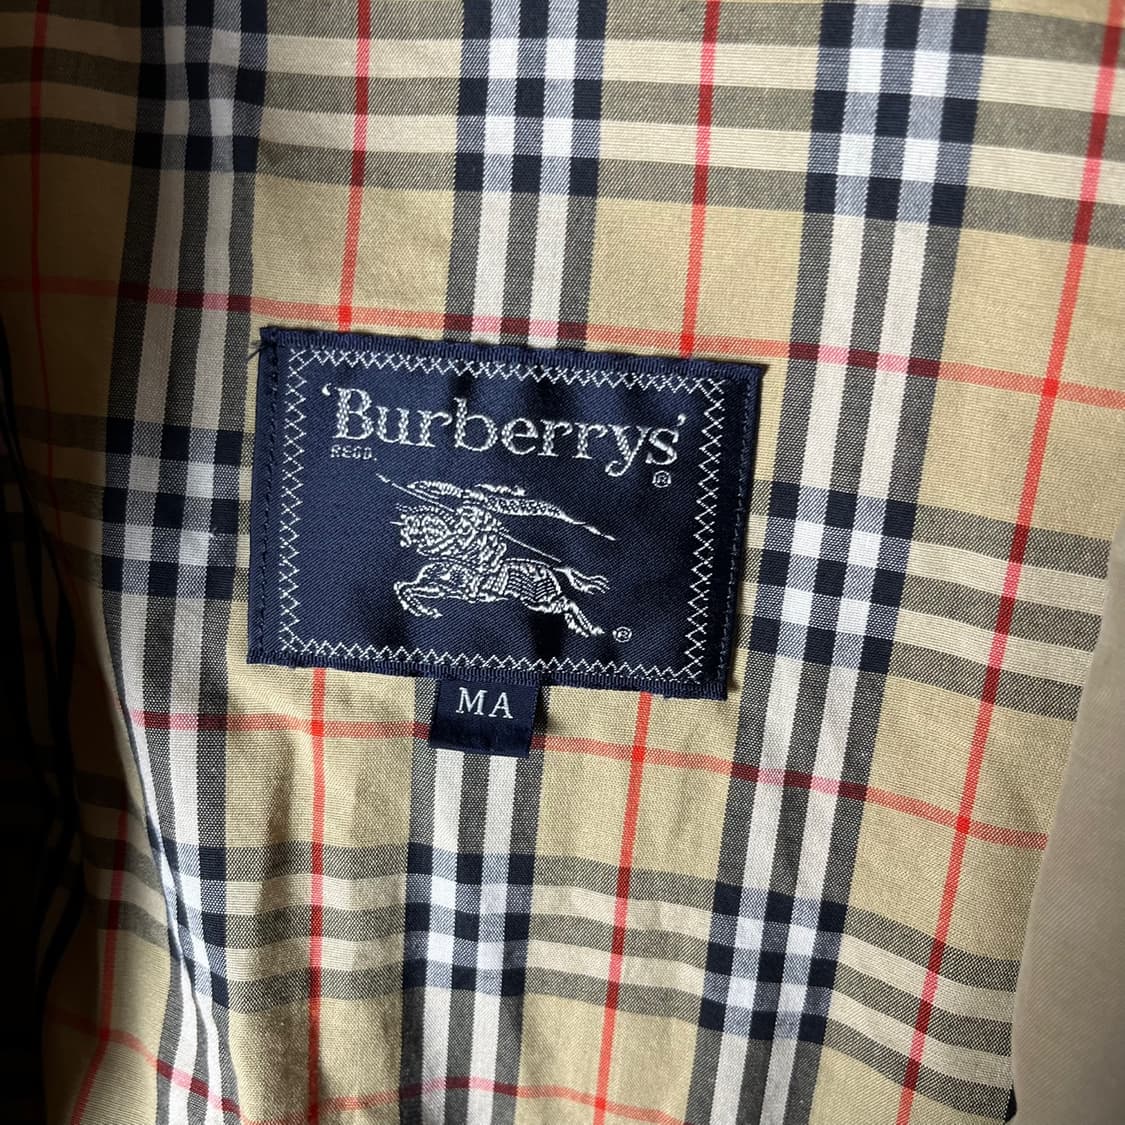 ‘Burberrys’
REGD.
®
®
MA